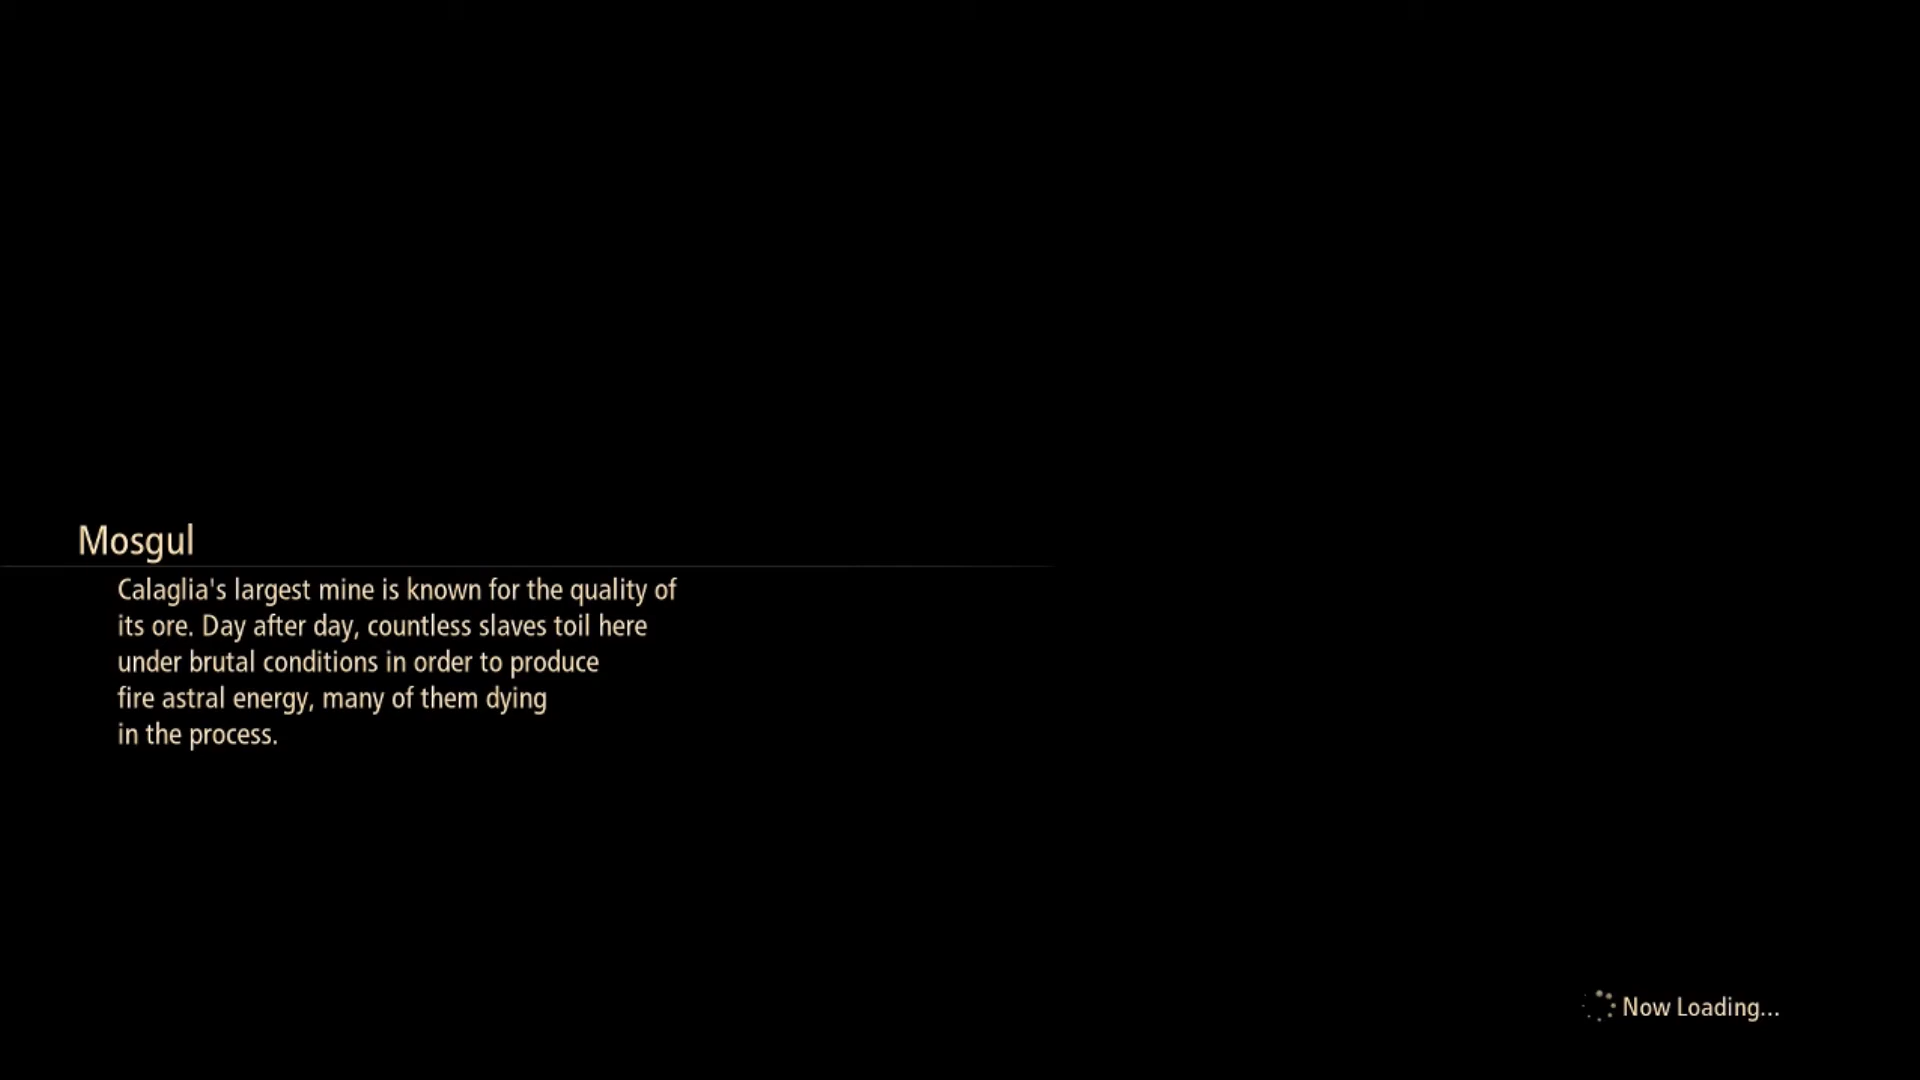 Mosgul
Calaglia's largest mine is known for the quality of
its ore. Day after day, countless slaves toil here
under brutal conditions in order to produce
fire astral energy, many of them dying
in the process.
Now Loading...